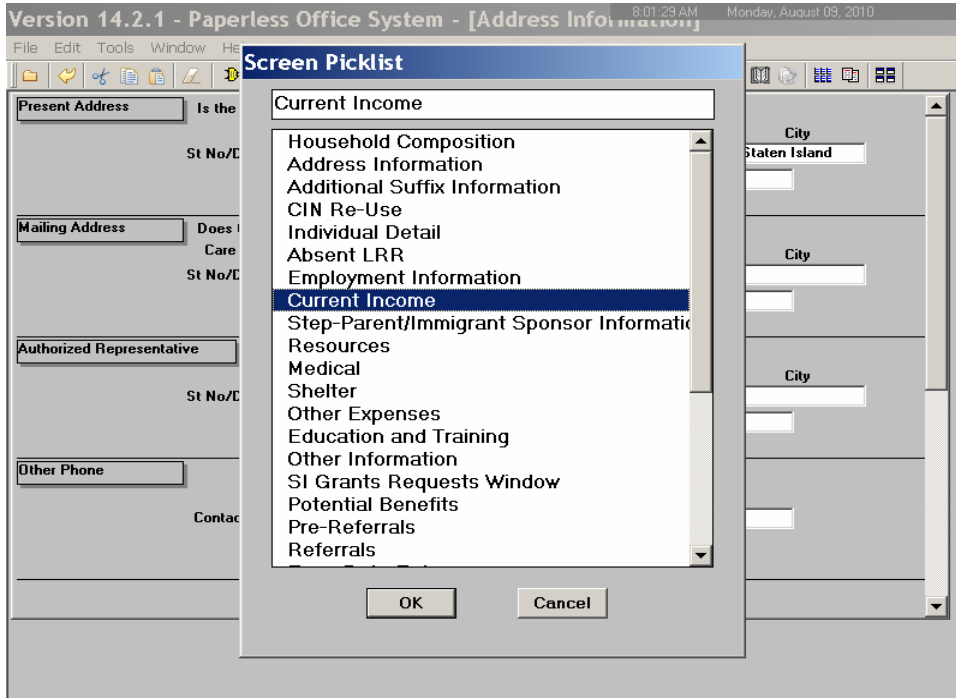 Version 14.2.1 - Paperless Office System - [Address Information]
8:01:29 AM Monday, August 09, 2010
File Edit Tools Window He
Screen Picklist
Current Income
Household Composition
Address Information
Additional Suffix Information
CIN Re-Use
Individual Detail
Absent LRR
Employment Information
Current Income
Step-Parent/Immigrant Sponsor Informatio
Resources
Medical
Shelter
Other Expenses
Education and Training
Other Information
SI Grants Requests Window
Potential Benefits
Pre-Referrals
Referrals
OK Cancel
Present Address Is the
City
St No/D Staten Island
Mailing Address Does
Care City
St No/D
Authorized Representative
City
St No/D
Other Phone
Contac